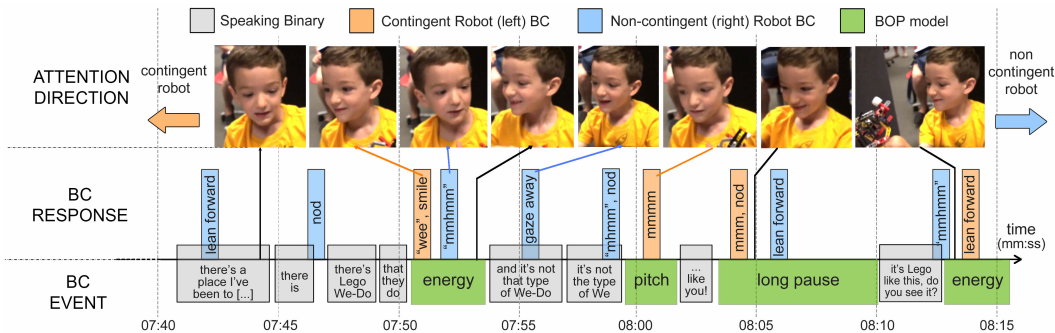 Speaking Binary
Contingent Robot (left) BC
Non-contingent (right) Robot BC
BOP model
ATTENTION
DIRECTION
contingent
robot
non
contingent
robot
BC
RESPONSE
lean forward
nod
"wee", smile
"mmhmm"
gaze away
"mhmm", nod
mmmm
mmm, nod
lean forward
"mmhmm"
lean forward
time
(mm:ss)
BC
EVENT
there's a
place I've
been to [...]
there
is
there's
Lego
We-Do
that
they
do
energy
and it's not
that type
of We-Do
it's not
the type
of We
pitch
...
like
you!
long pause
it's Lego
like this, do
you see it?
energy
07:40
07:45
07:50
07:55
08:00
08:05
08:10
08:15